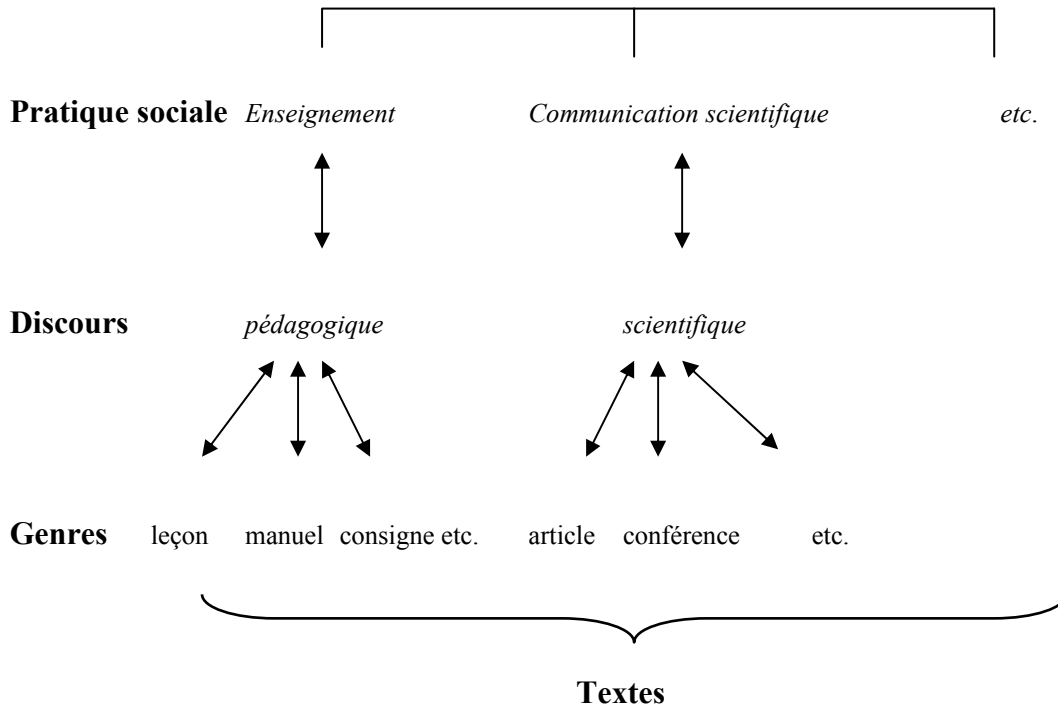 Pratique sociale Enseignement Communication scientifique etc.
Discours pédagogique scientifique
Genres leçon manuel consigne etc. article conférence etc.
Textes